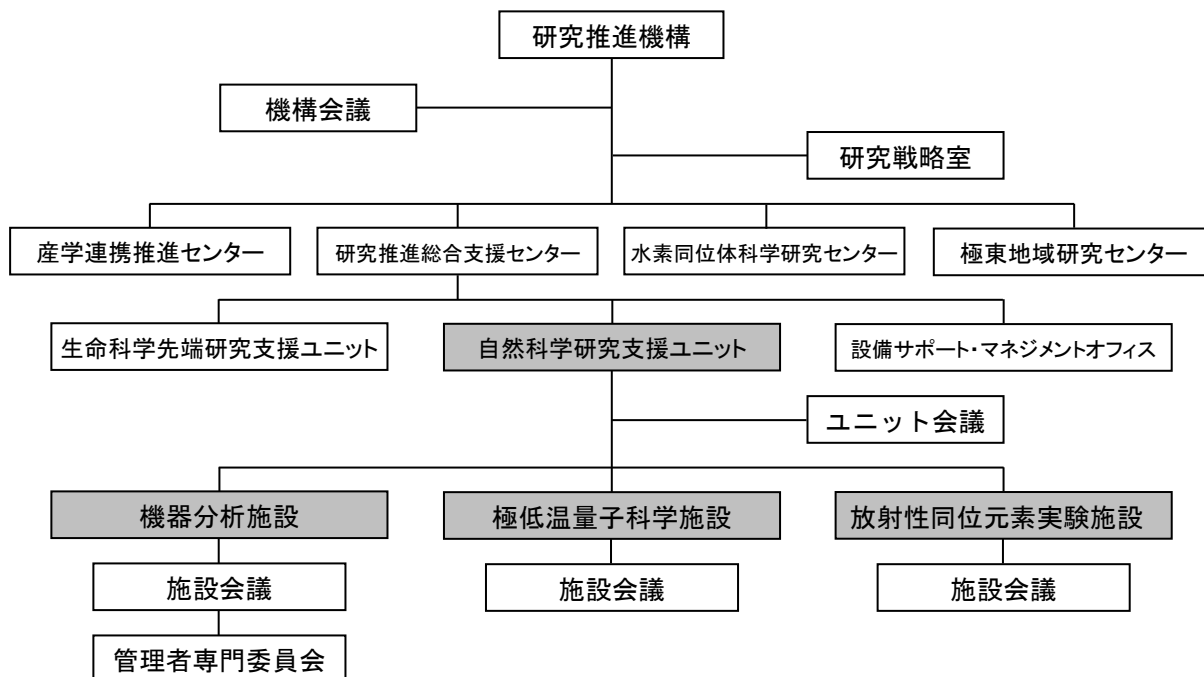 研究推進機構
機構会議
研究戦略室
産学連携推進センター
研究推進総合支援センター
水素同位体科学研究センター
極東地域研究センター
生命科学先端研究支援ユニット
自然科学研究支援ユニット
設備サポート・マネジメントオフィス
ユニット会議
機器分析施設
極低温量子科学施設
放射性同位元素実験施設
施設会議
施設会議
施設会議
管理者専門委員会